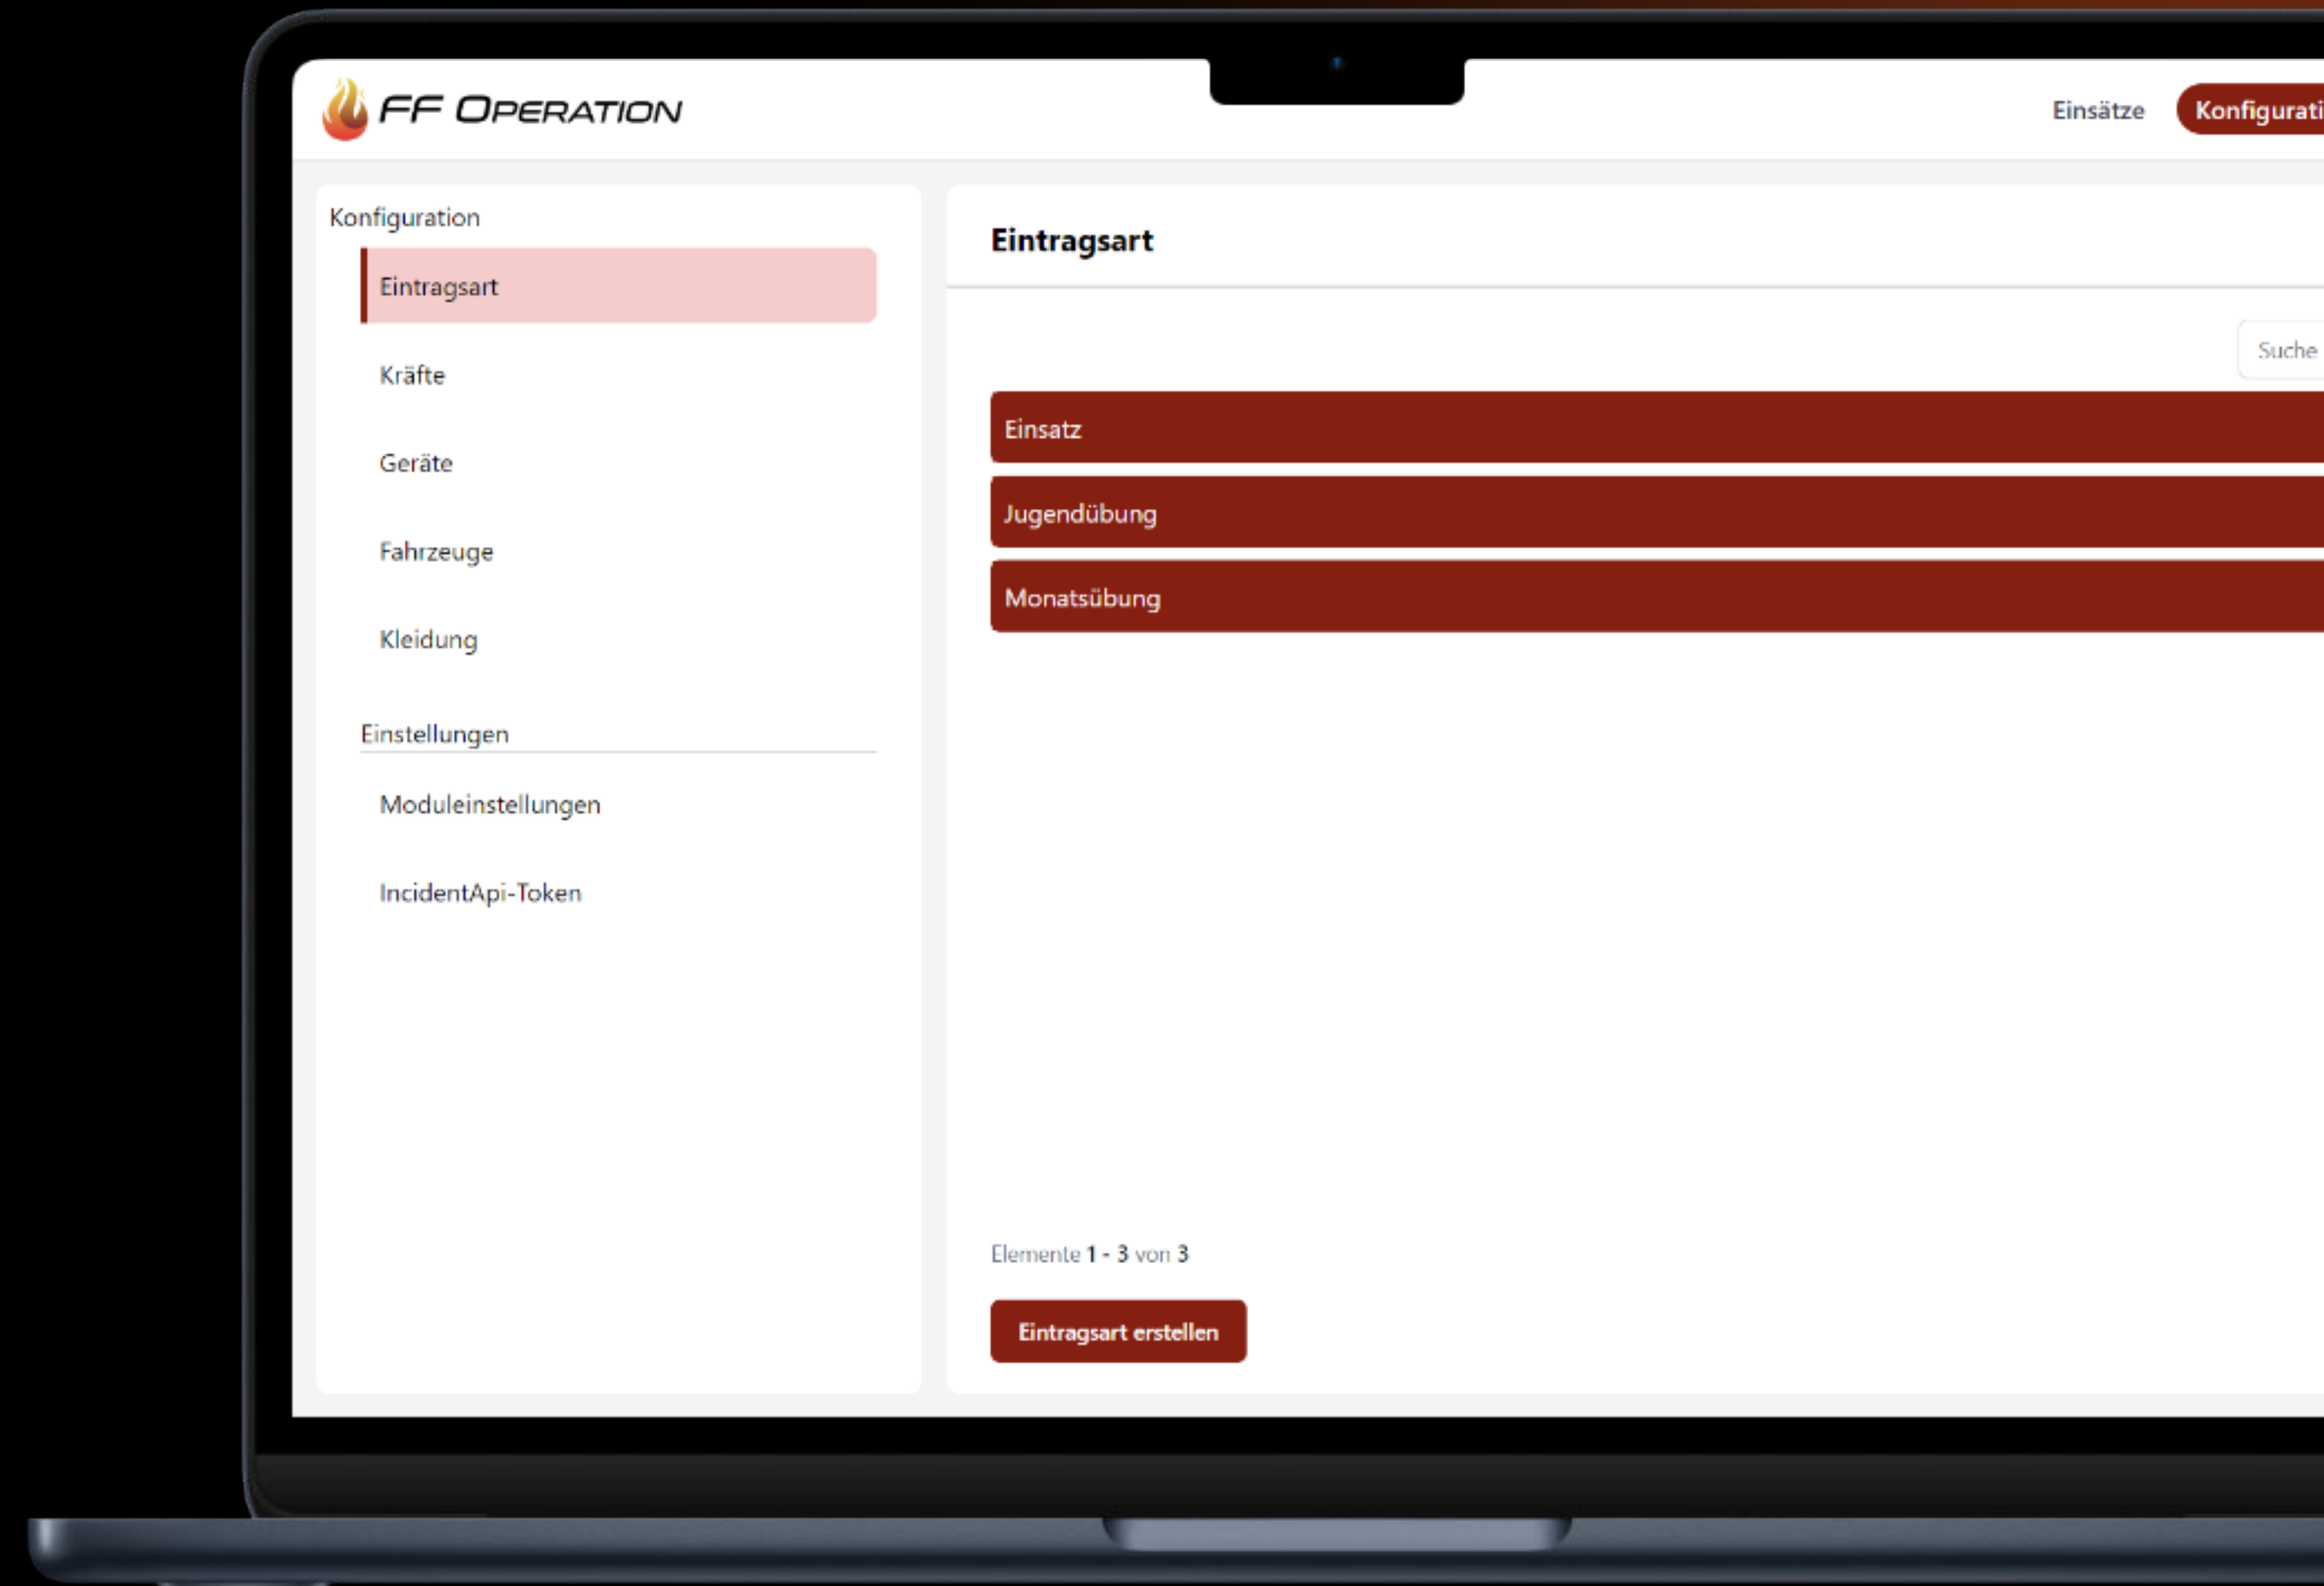 FF OPERATION
Einsätze Konfigurati
Konfiguration
Eintragsart
Kräfte
Geräte
Fahrzeuge
Kleidung
Einstellungen
Moduleinstellungen
IncidentApi-Token
Eintragsart
Suche
Einsatz
Jugendübung
Monatsübung
Elemente 1 - 3 von 3
Eintragsart erstellen